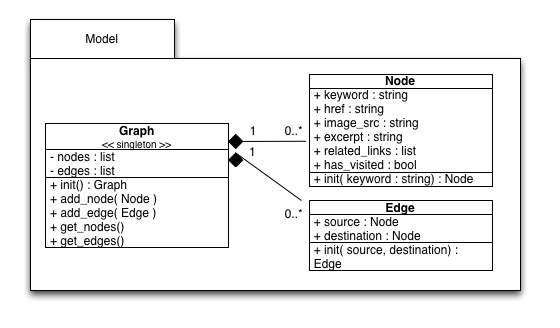 Model
Graph
<< singleton >>
- nodes : list
- edges : list
+ init() : Graph
+ add_node( Node )
+ add_edge( Edge )
+ get_nodes()
+ get_edges()
1
0..*
1
0..*
Node
+ keyword : string
+ href : string
+ image_src : string
+ excerpt : string
+ related_links : list
+ has_visited : bool
+ init( keyword : string) : Node
Edge
+ source : Node
+ destination : Node
+ init( source, destination) :
Edge